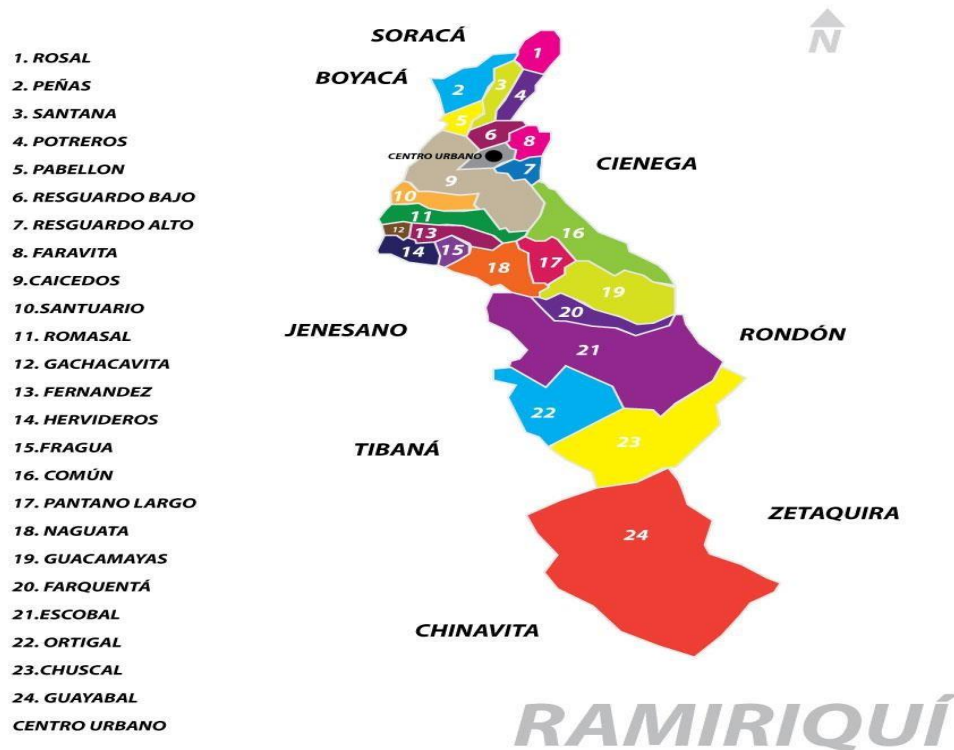 1. ROSAL
2. PEÑAS
3. SANTANA
4. POTREROS
5. PABELLON
6. RESGUARDO BAJO
7. RESGUARDO ALTO
8. FARAVITA
9.CAICEDOS
10.SANTUARIO
11. ROMASAL
12. GACHACAVITA
13. FERNANDEZ
14. HERVIDEROS
15.FRAGUA
16. COMÚN
17. PANTANO LARGO
18. NAGUATA
19. GUACAMAYAS
20. FARQUENTÁ
21.ESCOBAL
22. ORTIGAL
23.CHUSCAL
24. GUAYABAL
CENTRO URBANO
N
SORACÁ
BOYACÁ
1
2
3
4
5
6
8
CENTRO URBANO
7
CIENEGA
9
10
11
12
13
14
15
16
17
18
19
20
JENESANO
RONDÓN
21
22
23
TIBANÁ
ZETAQUIRA
24
CHINAVITA
RAMIRIQUÍ